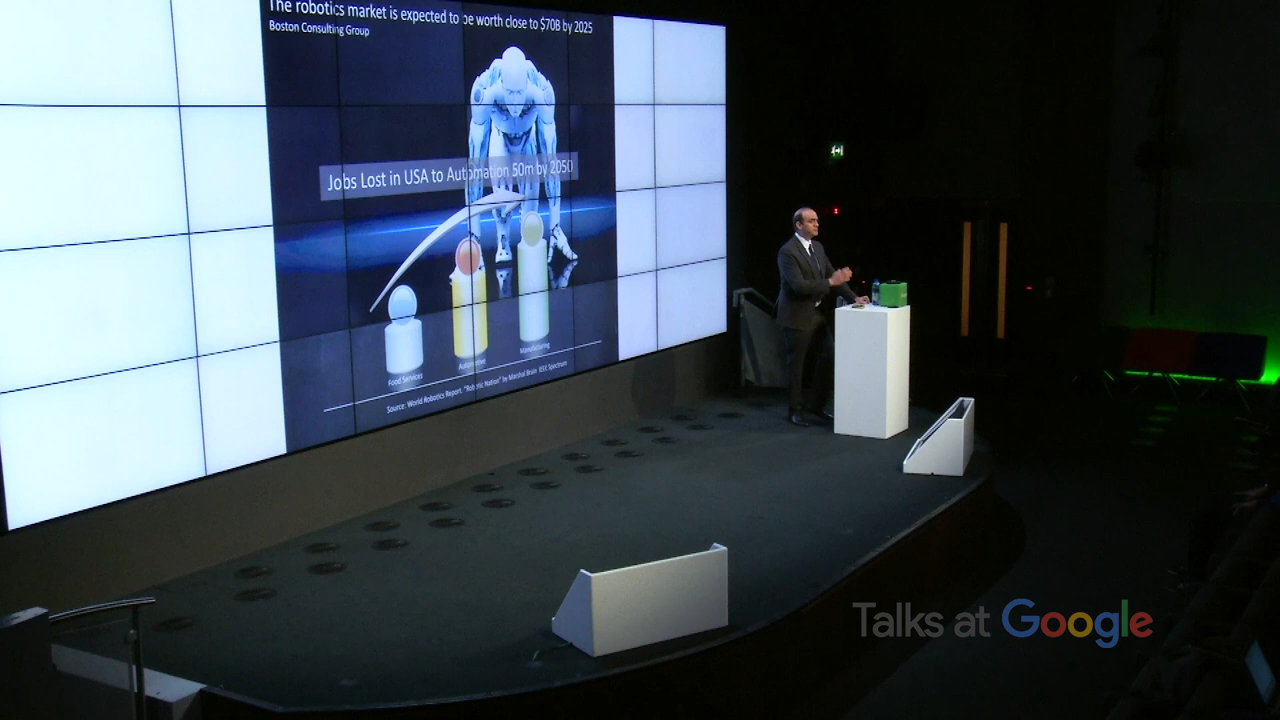 The robotics market is expected to be worth close to $70B by 2025
Boston Consulting Group
Jobs Lost in USA to Automation 50m by 2050
Food Services
Automotive
Manufacturing
Source: World Robotics Report. "Robotic Nation" by Marshal Brain IEEE Spectrum
Talks at Google